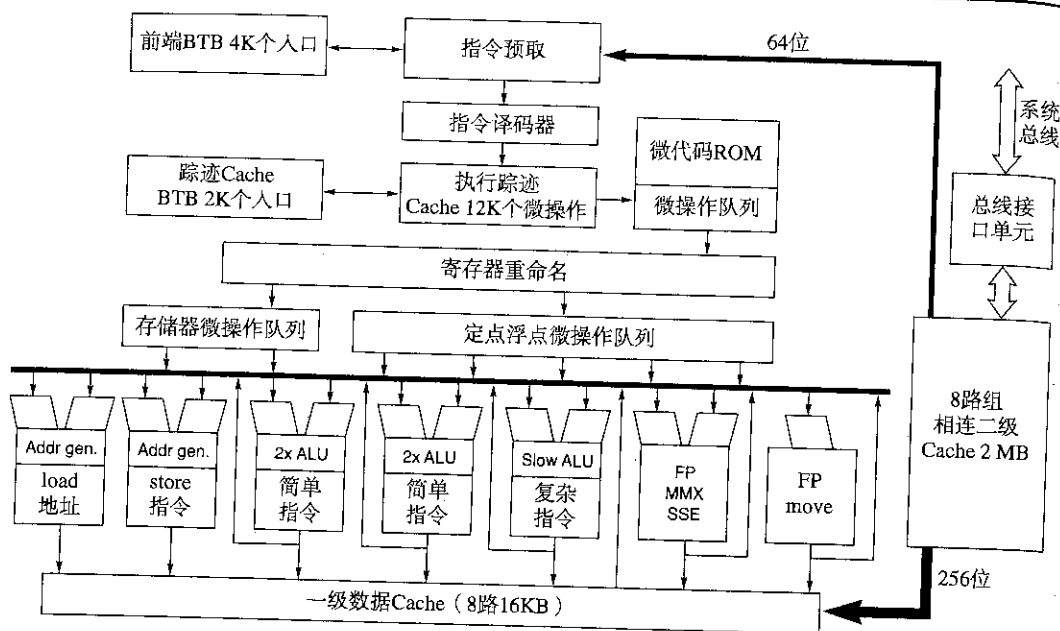 前端BTB 4K个入口
指令预取
64位
系统
总线
指令译码器
微代码ROM
踪迹Cache
BTB 2K个入口
执行踪迹
Cache 12K个微操作
微操作队列
总线接
口单元
寄存器重命名
存储器微操作队列
定点浮点微操作队列
8路组
相连二级
Cache 2 MB
Addr gen.
load
地址
Addr gen.
store
指令
2x ALU
简单
指令
2x ALU
简单
指令
Slow ALU
复杂
指令
FP
MMX
SSE
FP
move
256位
一级数据Cache（8路16KB）